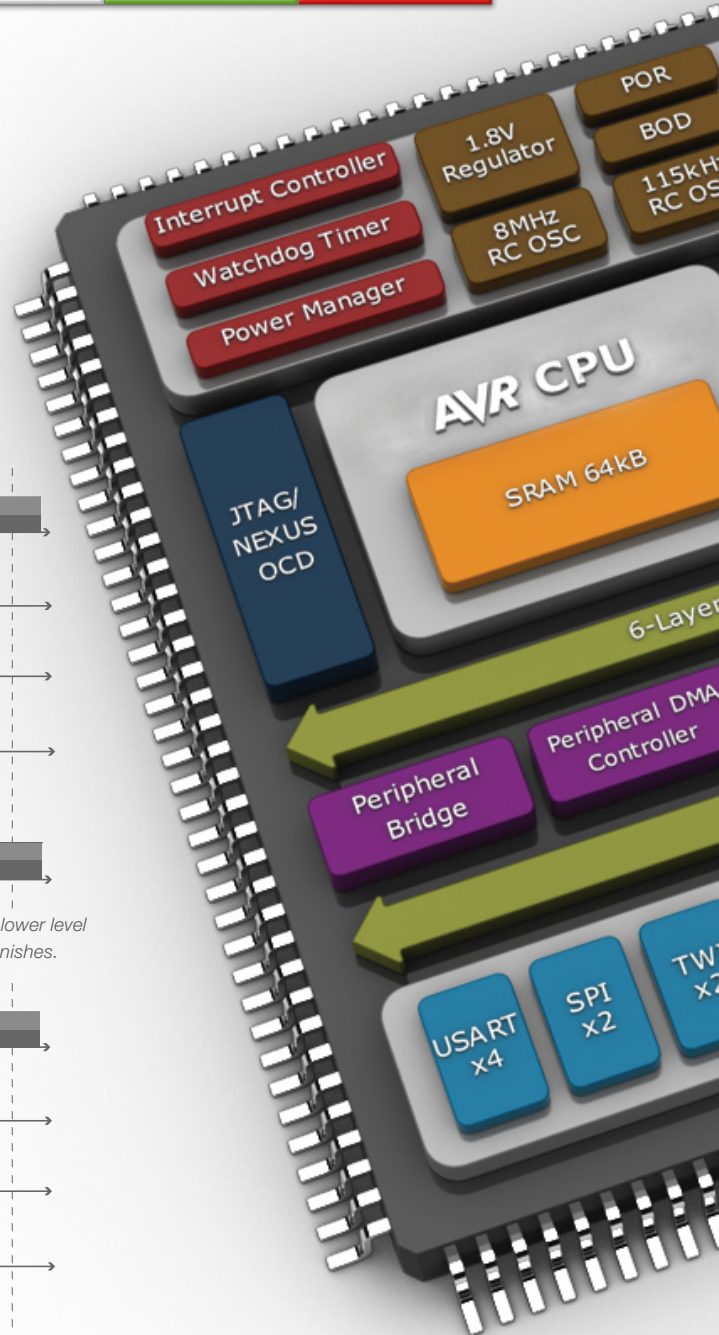 POR
BOD
115kHz
RC OS
1.8V
Regulator
8MHz
RC OSC
Interrupt Controller
Watchdog Timer
Power Manager
AVR CPU
SRAM 64kB
JTAG/
NEXUS
OCD
6-Layer
Peripheral DMA
Controller
Peripheral
Bridge
lower level
nishes.
USART
x4
SPI
x2
TWI
x2